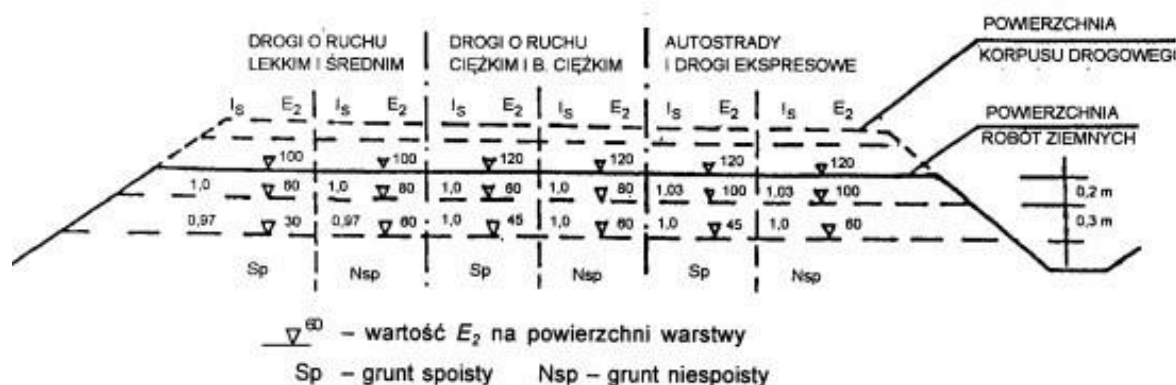 DROGI O RUCHU
LEKKIM I ŚREDNIM
DROGI O RUCHU
CIĘŻKIM I B. CIĘŻKIM
AUTOSTRADY
I DROGI EKSPRESOWE
POWIERZCHNIA
KORPUSU DROGOWEGO
POWIERZCHNIA
ROBÓT ZIEMNYCH
Is E2 Is E2 Is E2 Is E2 Is E2 Is E2
100 100 120 120 120 120
1,0 60 1,0 80 1,0 60 1,0 80 1,03 100 1,03 100
0,2 m
0,97 30 0,97 60 1,0 45 1,0 60 1,0 45 1,0 60
0,3 m
Sp Nsp Sp Nsp Sp Nsp
60 – wartość E2 na powierzchni warstwy
Sp – grunt spoisty Nsp – grunt niespoisty